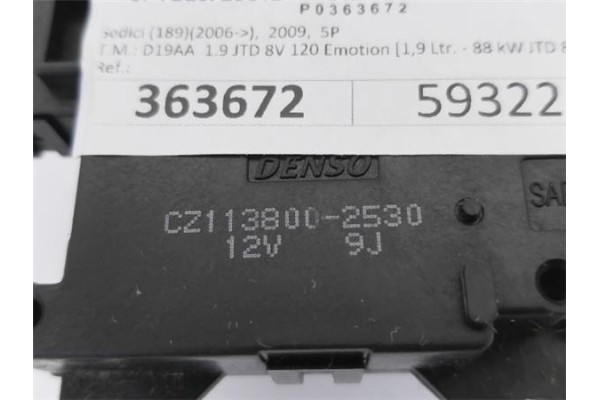 P0363672
Sedici (189)(2006->), 2009, 5P
T.M.: D19AA 1.9 JTD 8V 120 Emotion [1,9 Ltr. - 88 kW JTD 8
Ref.:
363672 59322
DENSO
SAE
CZ113800-2530
12V 9J